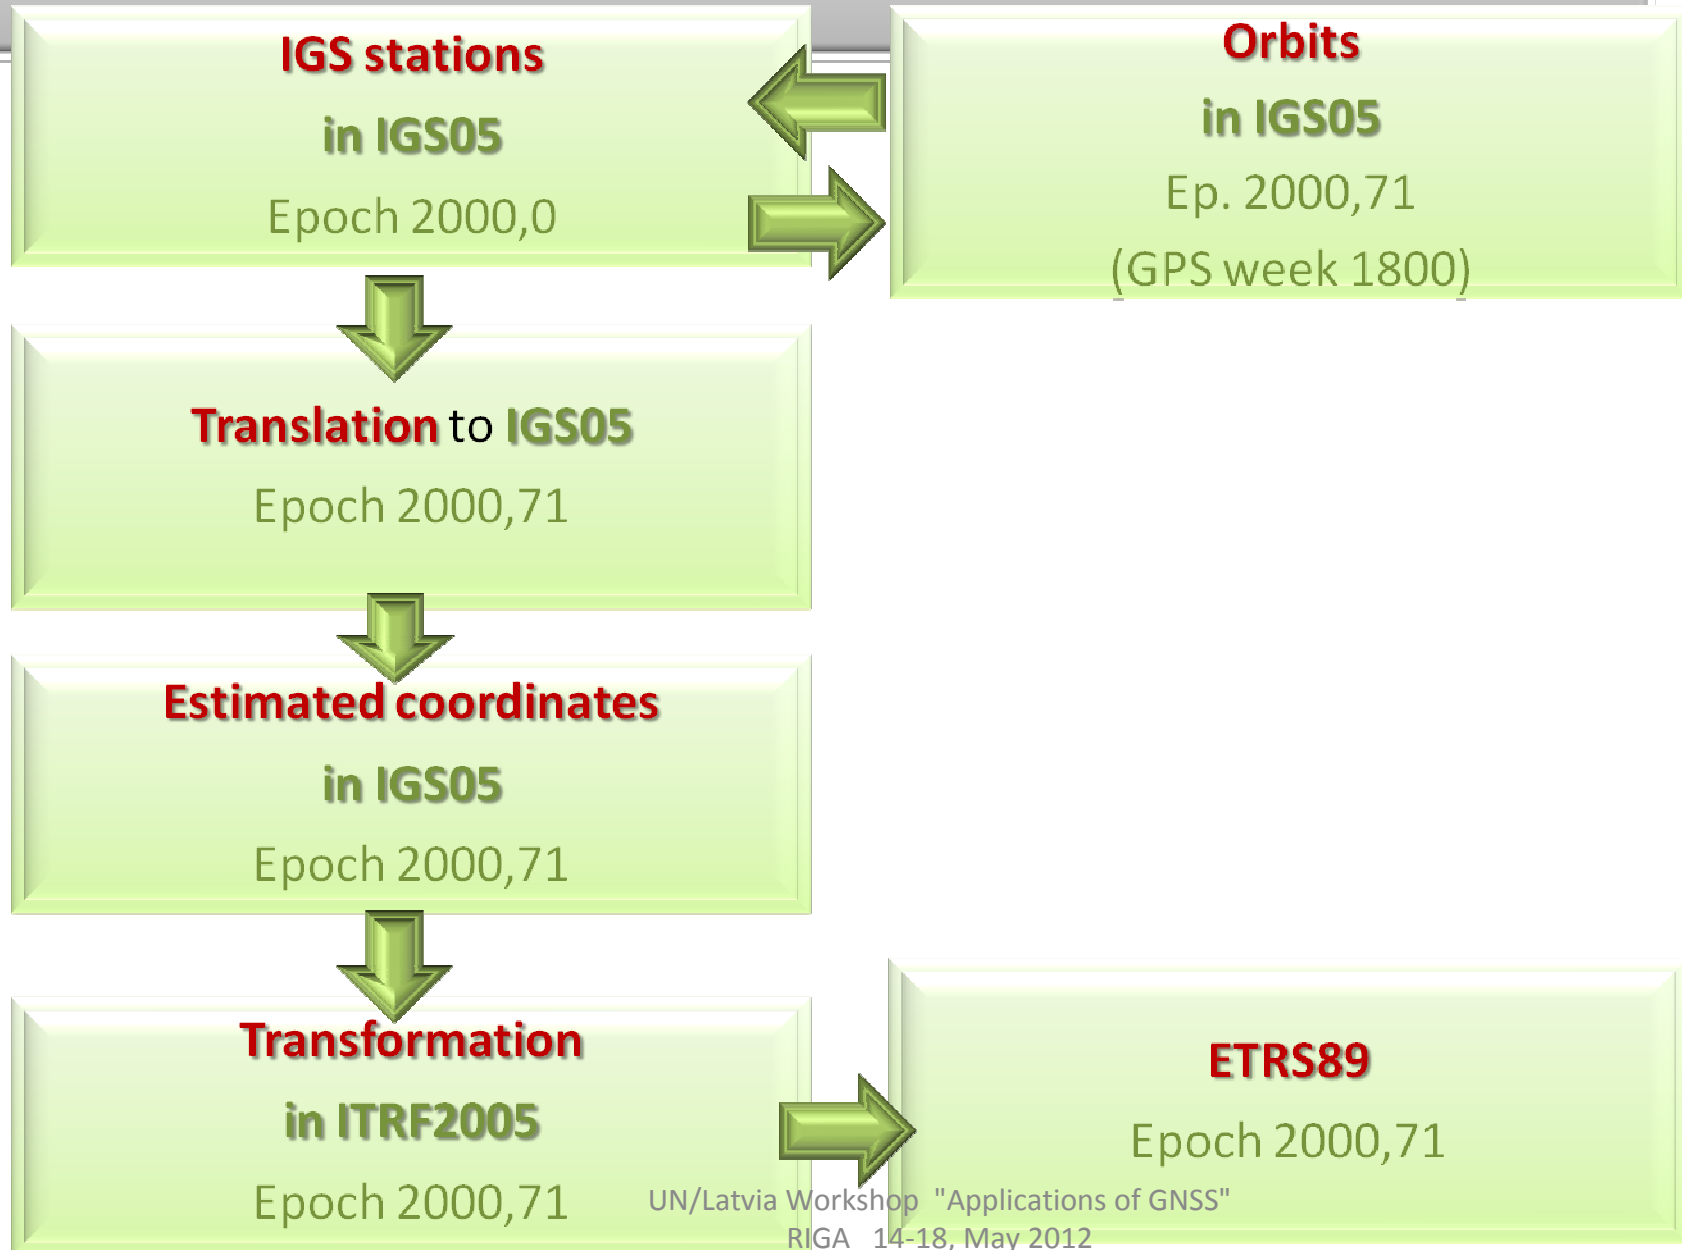 IGS stations
in IGS05
Epoch 2000,0
Orbits
in IGS05
Ep. 2000,71
(GPS week 1800)
Translation to IGS05
Epoch 2000,71
Estimated coordinates
in IGS05
Epoch 2000,71
Transformation
in ITRF2005
Epoch 2000,71
ETRS89
Epoch 2000,71
UN/Latvia Workshop "Applications of GNSS"
RIGA 14-18, May 2012